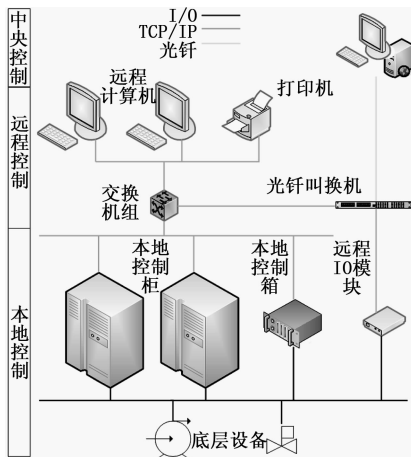 中央控制
远程控制
本地控制
I/O
TCP/IP
光钎
远程
计算机
打印机
交换
机组
光钎叫换机
本地
控制
柜
本地
控制
箱
远程
IO模
块
底层设备